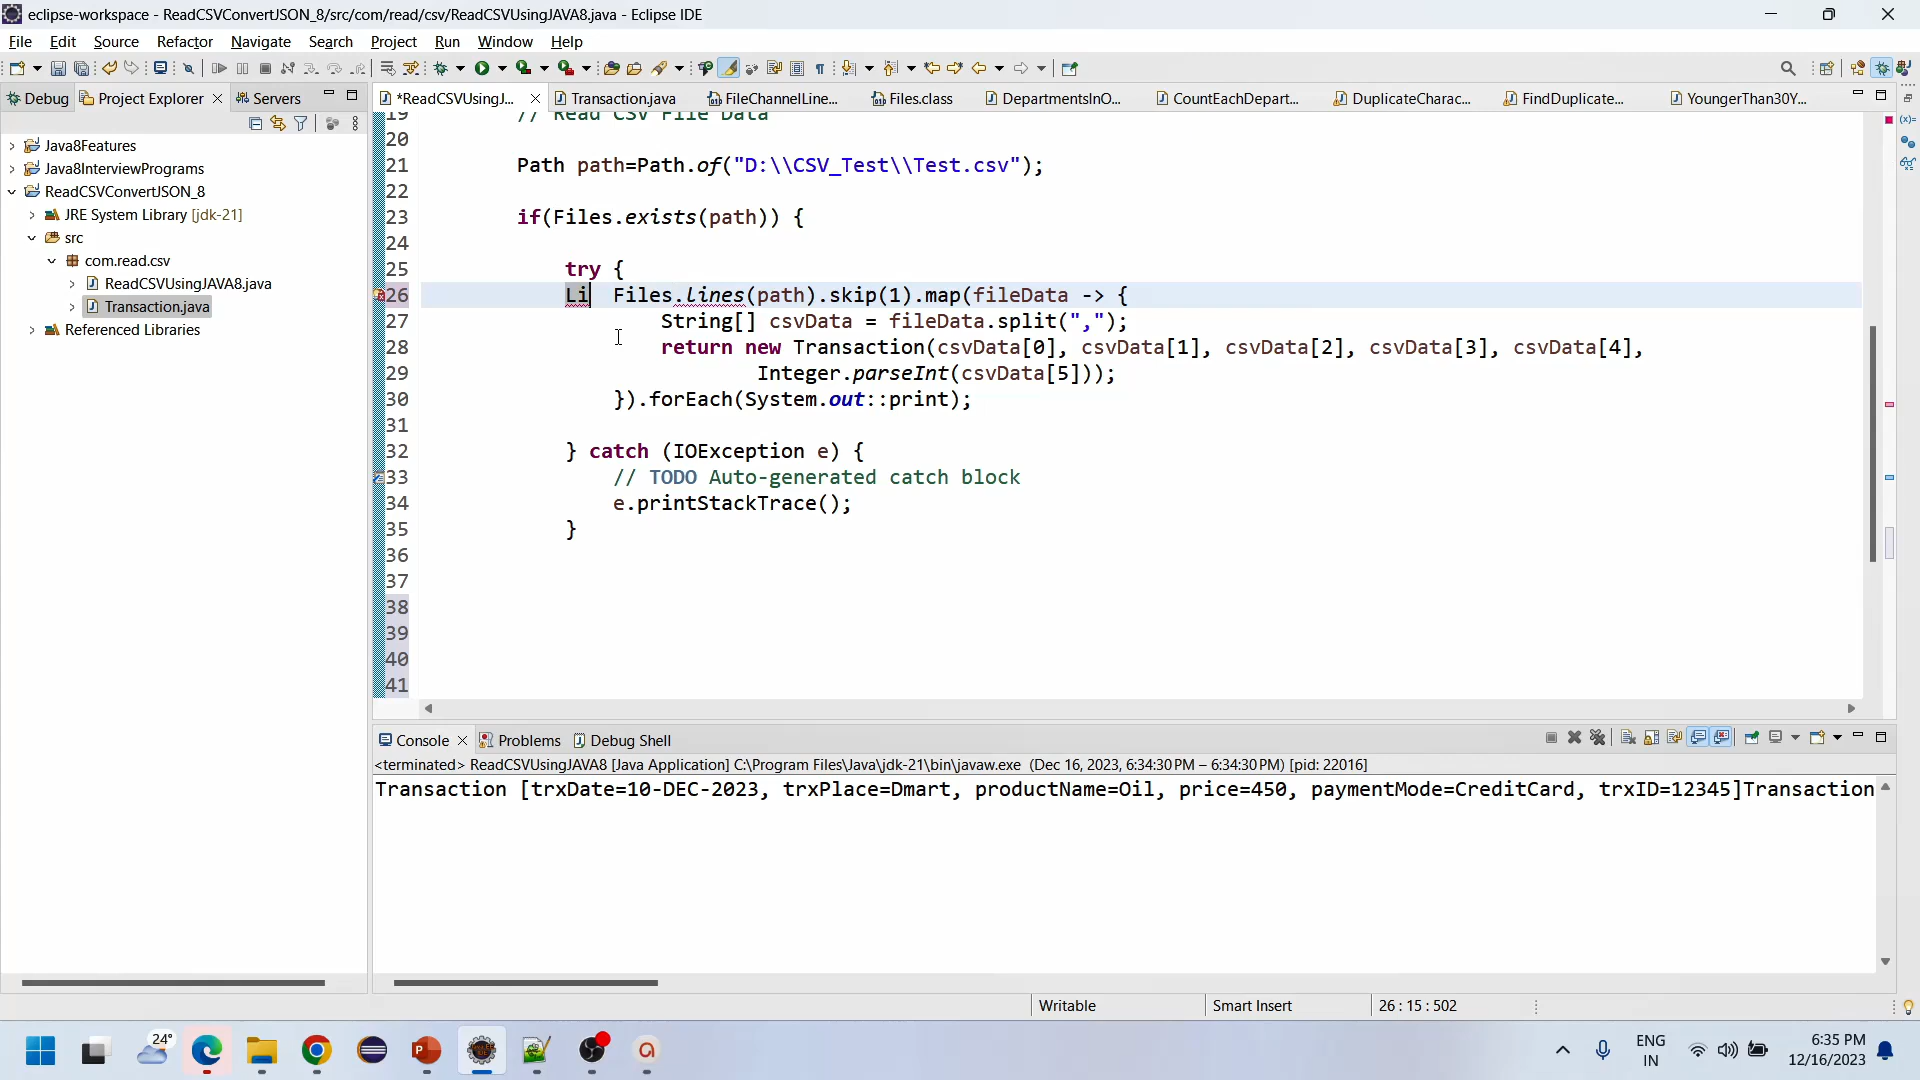 eclipse-workspace - ReadCSVConvertJSON_8/src/com/read/csv/ReadCSVUsingJAVA8.java - Eclipse IDE
File Edit Source Refactor Navigate Search Project Run Window Help
Debug Project Explorer Servers
*ReadCSVUsingJ... Transaction.java FileChannelLine... Files.class DepartmentsInO... CountEachDepart... DuplicateCharac... FindDuplicate... YoungerThan30Y...
Java8Features
Java8InterviewPrograms
ReadCSVConvertJSON_8
JRE System Library [jdk-21]
src
com.read.csv
ReadCSVUsingJAVA8.java
Transaction.java
Referenced Libraries
19 // Read CSV File Data
20
21 Path path=Path.of("D:\\CSV_Test\\Test.csv");
22
23 if(Files.exists(path)) {
24
25 try {
26 Li Files.lines(path).skip(1).map(fileData -> {
27 String[] csvData = fileData.split(",");
28 return new Transaction(csvData[0], csvData[1], csvData[2], csvData[3], csvData[4],
29 Integer.parseInt(csvData[5]));
30 }).forEach(System.out::print);
31
32 } catch (IOException e) {
33 // TODO Auto-generated catch block
34 e.printStackTrace();
35 }
36
37
38
39
40
41
Console Problems Debug Shell
<terminated> ReadCSVUsingJAVA8 [Java Application] C:\Program Files\Java\jdk-21\bin\javaw.exe (Dec 16, 2023, 6:34:30 PM – 6:34:30 PM) [pid: 22016]
Transaction [trxDate=10-DEC-2023, trxPlace=Dmart, productName=Oil, price=450, paymentMode=CreditCard, trxID=12345]Transaction
Writable Smart Insert 26 : 15 : 502
24°
ENG
IN
6:35 PM
12/16/2023